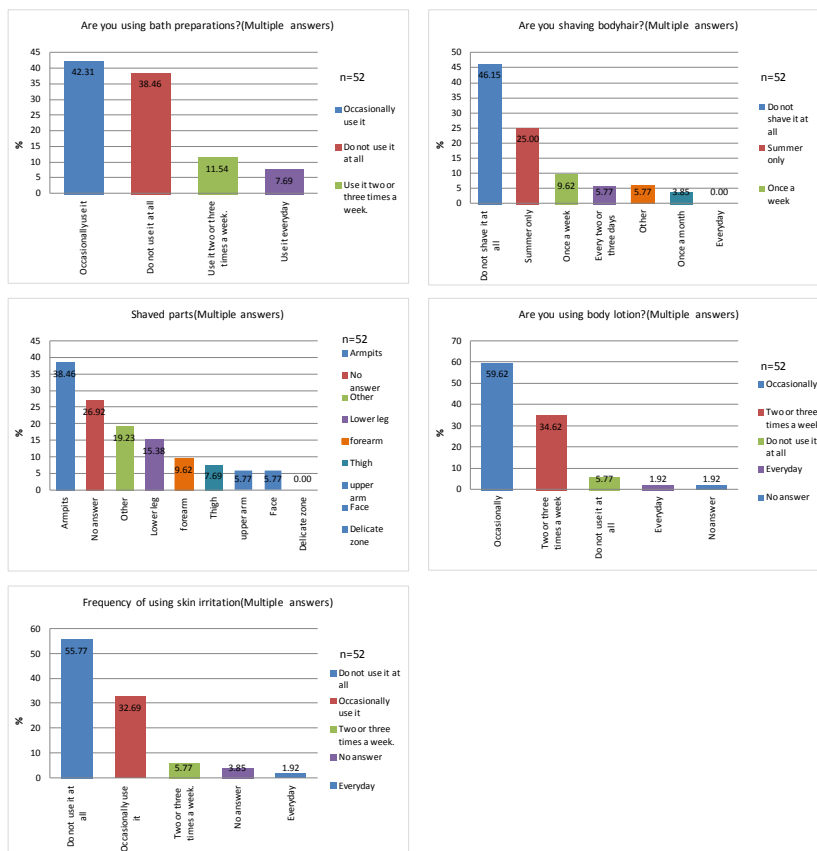 Are you using bath preparations?(Multiple answers)
45
40
35
30
25
20
15
10
5
0
%
42.31
38.46
11.54
7.69
Occasionally use it
Do not use it at all
Use it two or
three times a week.
Use it everyday
n=52
Occasionally
use it
Do not use it
at all
Use it two or
three times a
week.
Are you shaving bodyhair?(Multiple answers)
50
45
40
35
30
25
20
15
10
5
0
%
46.15
25.00
9.62
5.77
5.77
3.85
0.00
Do not shave it at
all
Summer only
Once a week
Every two or
three days
Other
Once a month
Everyday
n=52
Do not
shave it at
all
Summer
only
Once a
week
Shaved parts(Multiple answers)
45
40
35
30
25
20
15
10
5
0
%
38.46
26.92
19.23
15.38
9.62
7.69
5.77
5.77
0.00
Armpits
No answer
Other
Lower leg
forearm
Thigh
upper arm
Face
Delicate zone
n=52
Armpits
No
answer
Other
Lower leg
forearm
Thigh
upper
arm
Face
Delicate
zone
Are you using body lotion?(Multiple answers)
70
60
50
40
30
20
10
0
%
59.62
34.62
5.77
1.92
1.92
Occasionally
Two or three
times a week
Do not use it at
all
Everyday
No answer
n=52
Occasionally
Two or three
times a week
Do not use it
at all
Everyday
No answer
Frequency of using skin irritation(Multiple answers)
60
50
40
30
20
10
0
%
55.77
32.69
5.77
3.85
1.92
Do not use it at
all
Occasionally use
it
Two or three
times a week.
No answer
Everyday
n=52
Do not use it at
all
Occasionally
use it
Two or three
times a week.
No answer
Everyday